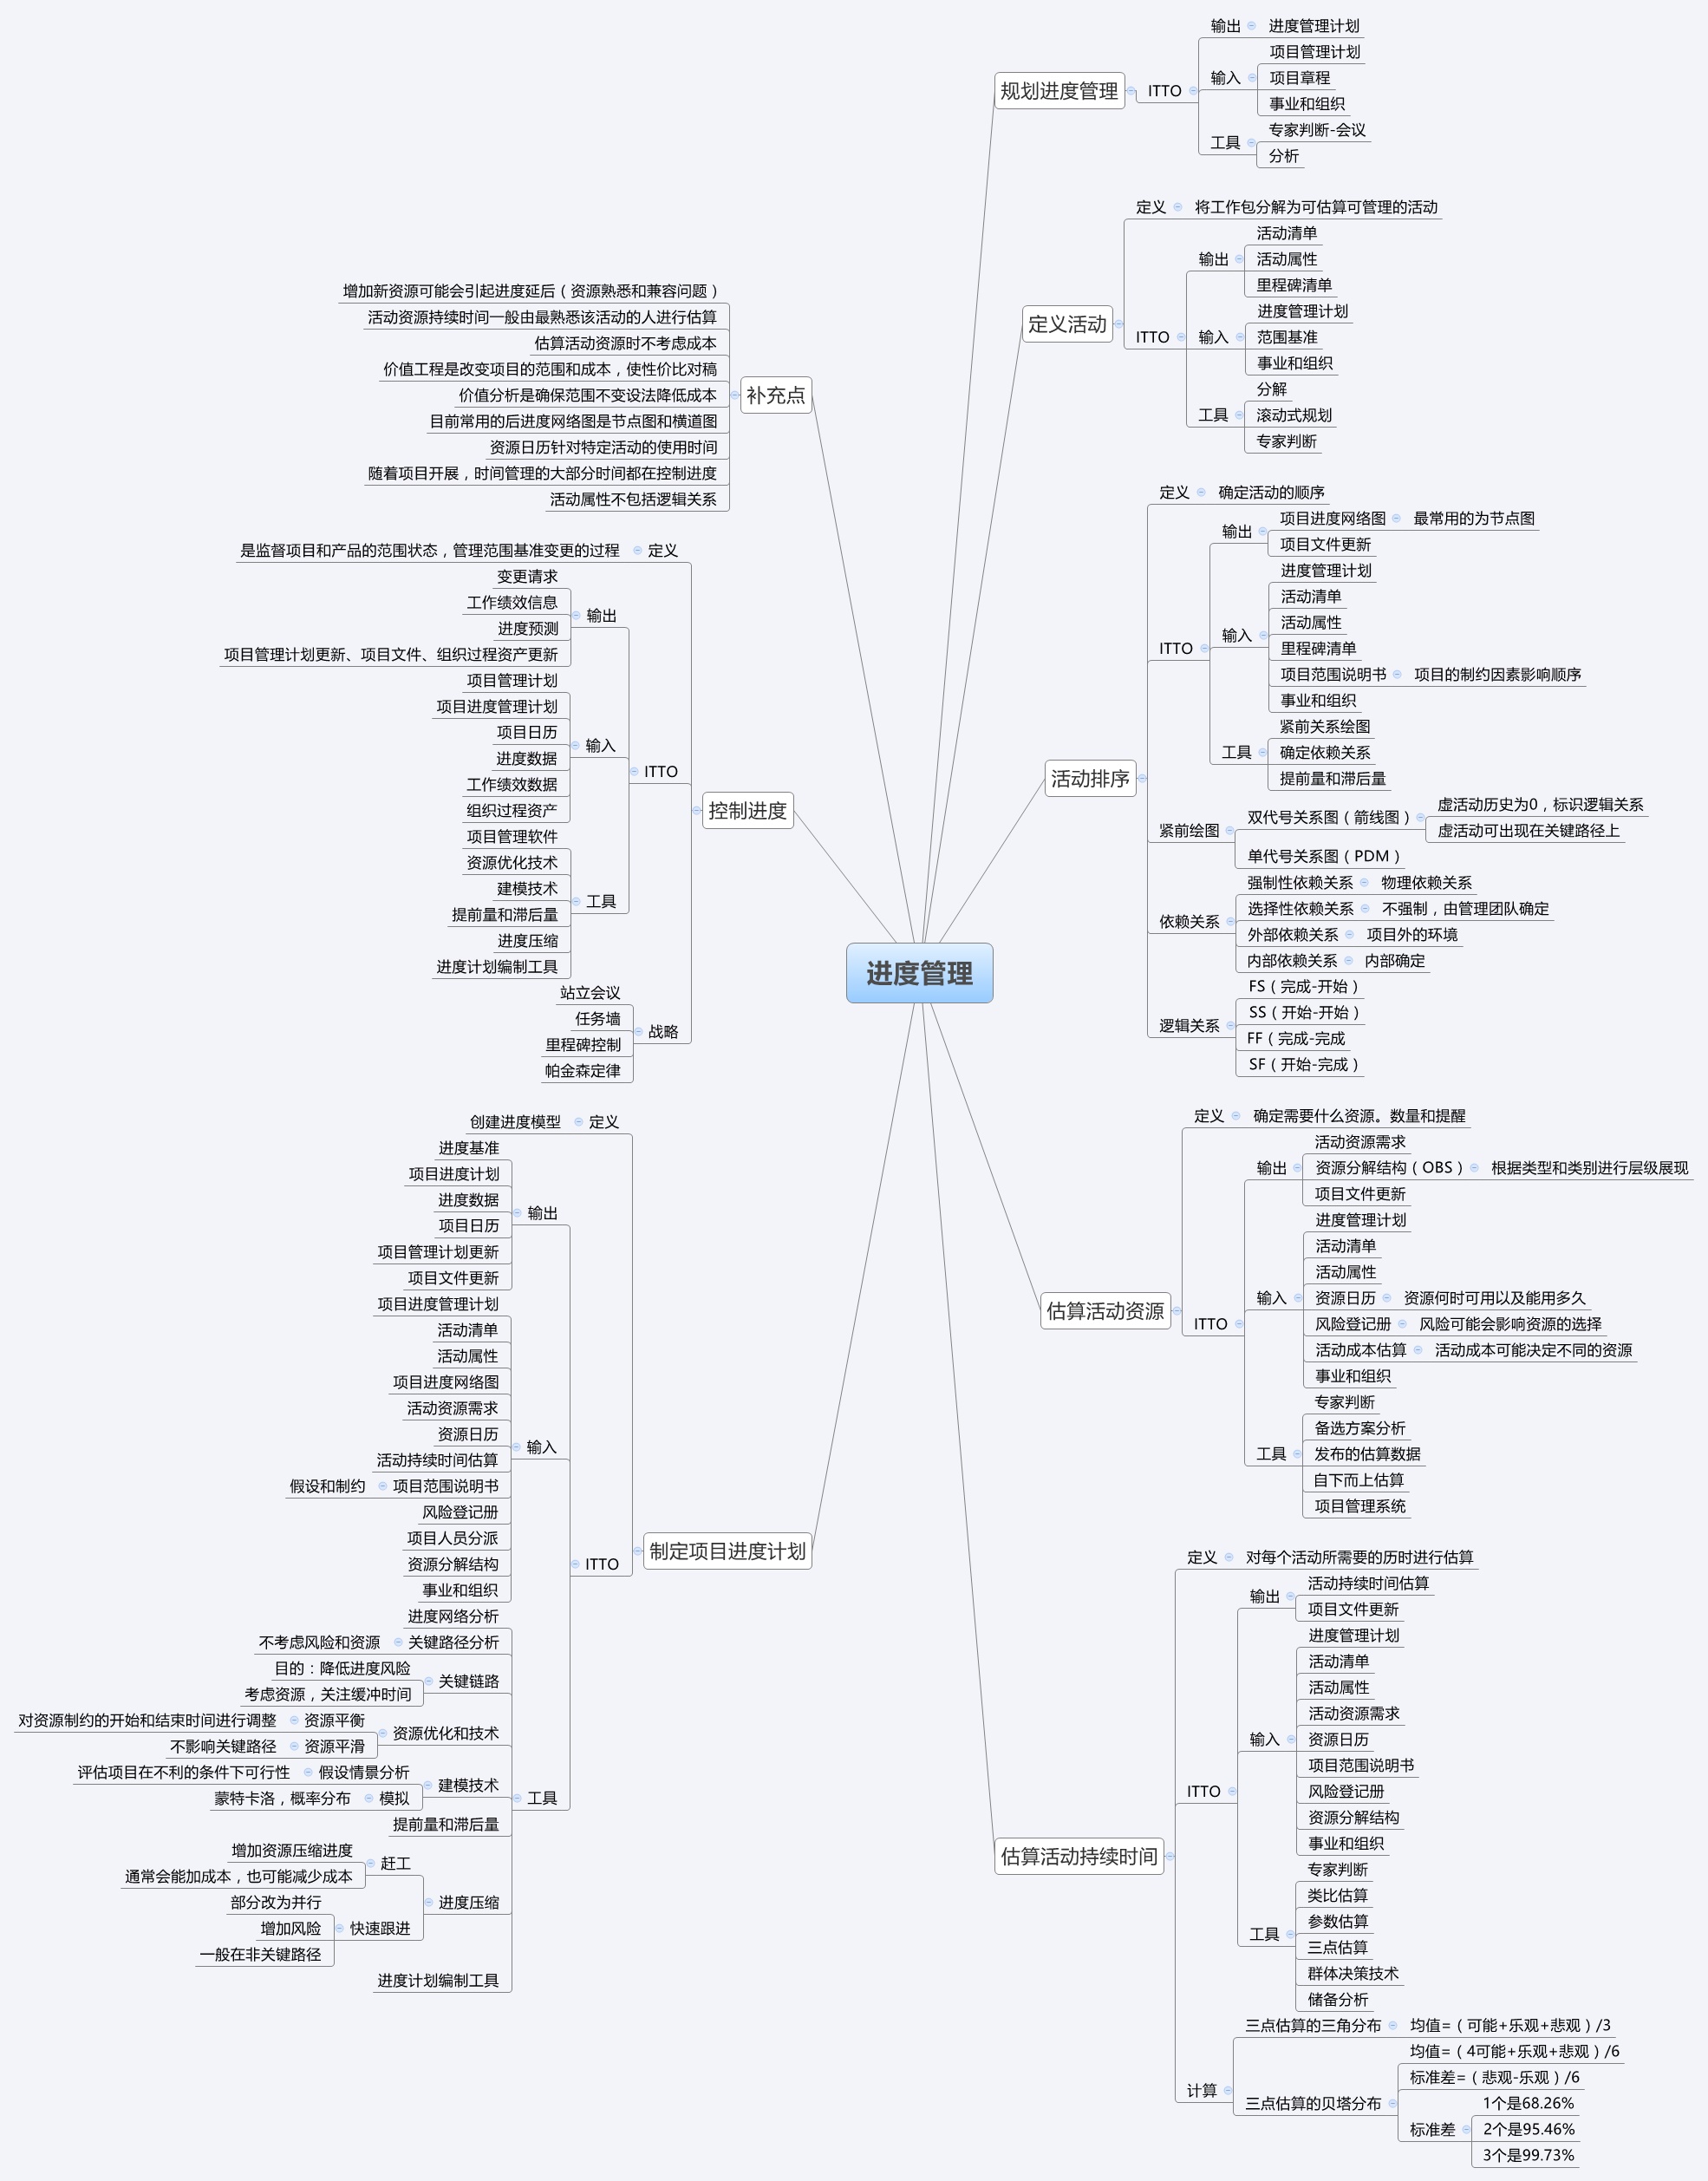 进度管理
规划进度管理
ITTO
输出
进度管理计划
输入
项目管理计划
项目章程
事业和组织
工具
专家判断-会议
分析
定义活动
定义
将工作包分解为可估算可管理的活动
ITTO
输出
活动清单
活动属性
里程碑清单
输入
进度管理计划
范围基准
事业和组织
工具
分解
滚动式规划
专家判断
活动排序
定义
确定活动的顺序
ITTO
输出
项目进度网络图
最常用的为节点图
项目文件更新
输入
进度管理计划
活动清单
活动属性
里程碑清单
项目范围说明书
项目的制约因素影响顺序
事业和组织
工具
紧前关系绘图
确定依赖关系
提前量和滞后量
紧前绘图
双代号关系图（箭线图）
虚活动历史为0，标识逻辑关系
虚活动可出现在关键路径上
单代号关系图（PDM）
依赖关系
强制性依赖关系
物理依赖关系
选择性依赖关系
不强制，由管理团队确定
外部依赖关系
项目外的环境
内部依赖关系
内部确定
逻辑关系
FS（完成-开始）
SS（开始-开始）
FF（完成-完成
SF（开始-完成）
估算活动资源
定义
确定需要什么资源。数量和提醒
ITTO
输出
活动资源需求
资源分解结构（OBS）
根据类型和类别进行层级展现
项目文件更新
输入
进度管理计划
活动清单
活动属性
资源日历
资源何时可用以及能用多久
风险登记册
风险可能会影响资源的选择
活动成本估算
活动成本可能决定不同的资源
事业和组织
工具
专家判断
备选方案分析
发布的估算数据
自下而上估算
项目管理系统
估算活动持续时间
定义
对每个活动所需要的历时进行估算
ITTO
输出
活动持续时间估算
项目文件更新
输入
进度管理计划
活动清单
活动属性
活动资源需求
资源日历
项目范围说明书
风险登记册
资源分解结构
事业和组织
工具
专家判断
类比估算
参数估算
三点估算
群体决策技术
储备分析
计算
三点估算的三角分布
均值=（可能+乐观+悲观）/3
三点估算的贝塔分布
均值=（4可能+乐观+悲观）/6
标准差=（悲观-乐观）/6
标准差
1个是68.26%
2个是95.46%
3个是99.73%
补充点
增加新资源可能会引起进度延后（资源熟悉和兼容问题）
活动资源持续时间一般由最熟悉该活动的人进行估算
估算活动资源时不考虑成本
价值工程是改变项目的范围和成本，使性价比对稿
价值分析是确保范围不变设法降低成本
目前常用的后进度网络图是节点图和横道图
资源日历针对特定活动的使用时间
随着项目开展，时间管理的大部分时间都在控制进度
活动属性不包括逻辑关系
控制进度
定义
是监督项目和产品的范围状态，管理范围基准变更的过程
ITTO
输出
变更请求
工作绩效信息
进度预测
项目管理计划更新、项目文件、组织过程资产更新
输入
项目管理计划
项目进度管理计划
项目日历
进度数据
工作绩效数据
组织过程资产
工具
项目管理软件
资源优化技术
建模技术
提前量和滞后量
进度压缩
进度计划编制工具
战略
站立会议
任务墙
里程碑控制
帕金森定律
制定项目进度计划
定义
创建进度模型
ITTO
输出
进度基准
项目进度计划
进度数据
项目日历
项目管理计划更新
项目文件更新
输入
项目进度管理计划
活动清单
活动属性
项目进度网络图
活动资源需求
资源日历
活动持续时间估算
项目范围说明书
假设和制约
风险登记册
项目人员分派
资源分解结构
事业和组织
工具
进度网络分析
关键路径分析
不考虑风险和资源
关键链路
目的：降低进度风险
考虑资源，关注缓冲时间
资源优化和技术
资源平衡
对资源制约的开始和结束时间进行调整
资源平滑
不影响关键路径
建模技术
假设情景分析
评估项目在不利的条件下可行性
模拟
蒙特卡洛，概率分布
提前量和滞后量
进度压缩
赶工
增加资源压缩进度
通常会能加成本，也可能减少成本
快速跟进
部分改为并行
增加风险
一般在非关键路径
进度计划编制工具